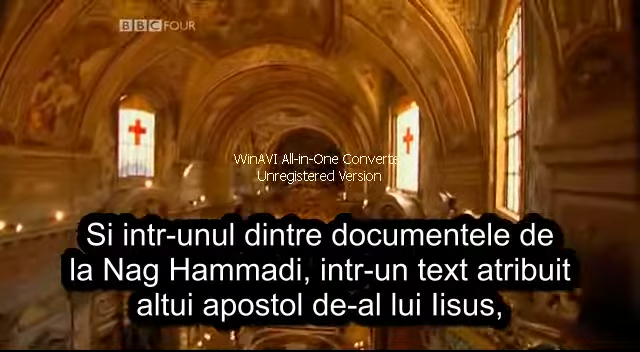 BBC FOUR
WinAVI All-in-One Converte
Unregistered Version
Si intr-unul dintre documentele de
la Nag Hammadi, intr-un text atribuit
altui apostol de-al lui Iisus,